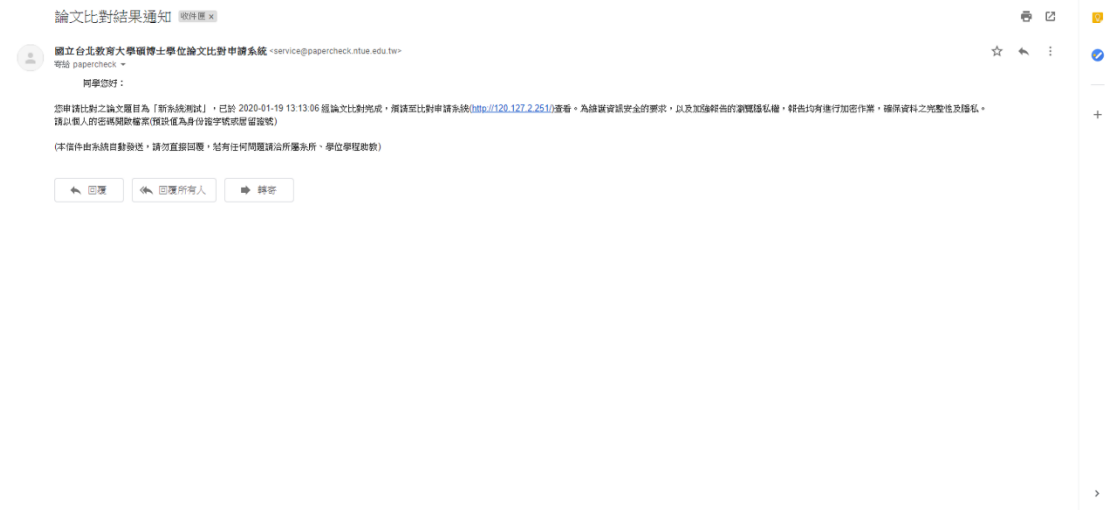 論文比對結果通知 收件匣 x
國立台北教育大學碩博士學位論文比對申請系統 <service@papercheck.ntue.edu.tw>
寄給 papercheck
同學您好：
您申請比對之論文題目為「新系統測試」，已於 2020-01-19 13:13:06 經論文比對完成，煩請至比對申請系統(http://120.127.2.251/)查看。為維護資訊安全的要求，以及加強報告的瀏覽隱私權，報告均有進行加密作業，確保資料之完整性及隱私。
請以個人的密碼開啟檔案(預設值為身份證字號或居留證號)
(本信件由系統自動發送，請勿直接回覆，若有任何問題請洽所屬系所、學位學程助教)
回覆 回覆所有人 轉寄